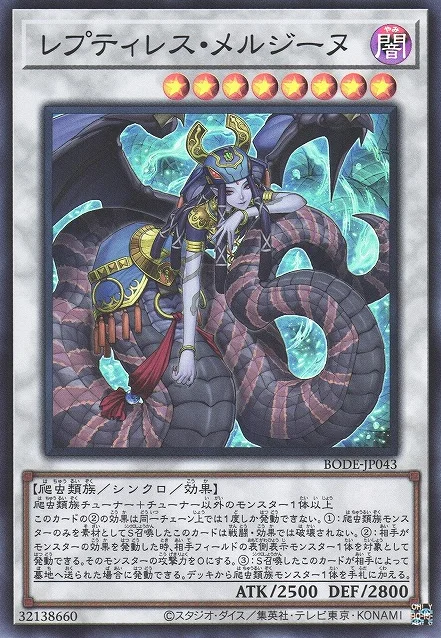 レプティレス・メルジーヌ
闇
BODE-JP043
【爬虫類族/シンクロ/効果】
爬虫類族チューナー+チューナー以外のモンスター1体以上
このカードの②の効果は同一チェーン上では1度しか発動できない。①:爬虫類族モンス
ターのみを素材としてS召喚したこのカードは戦闘・効果では破壊されない。②:相手が
モンスターの効果を発動した時、相手フィールドの表側表示モンスター1体を対象として
発動できる。そのモンスターの攻撃力を0にする。③:S召喚したこのカードが相手によって
墓地へ送られた場合に発動できる。デッキから爬虫類族モンスター1体を手札に加える。
ATK/2500 DEF/2800
32138660 ©スタジオ・ダイス/集英社・テレビ東京・KONAMI